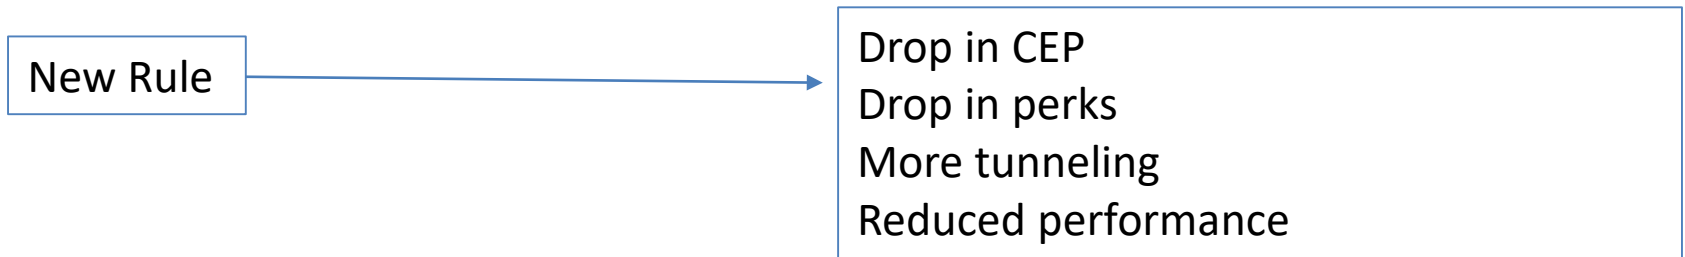 New Rule
Drop in CEP
Drop in perks
More tunneling
Reduced performance